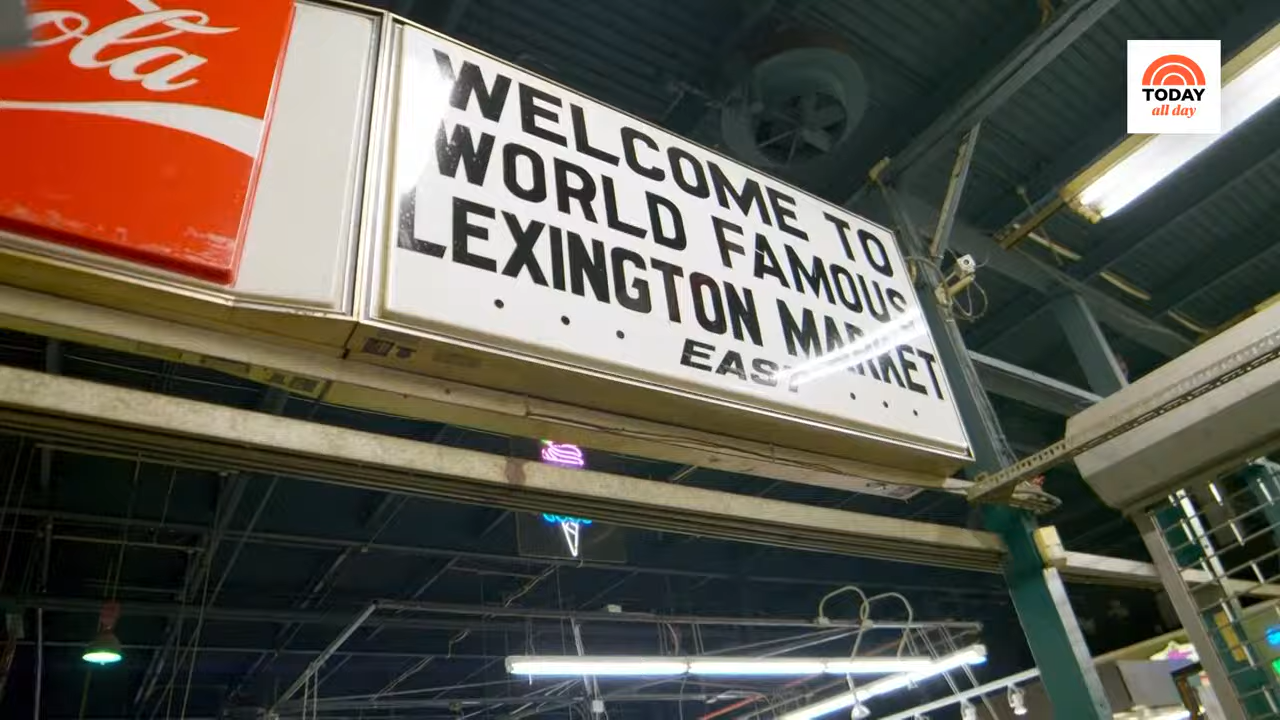 ola
WELCOME TO
WORLD FAMOUS
LEXINGTON MARKET
. . . EAST . . .
TODAY
all day